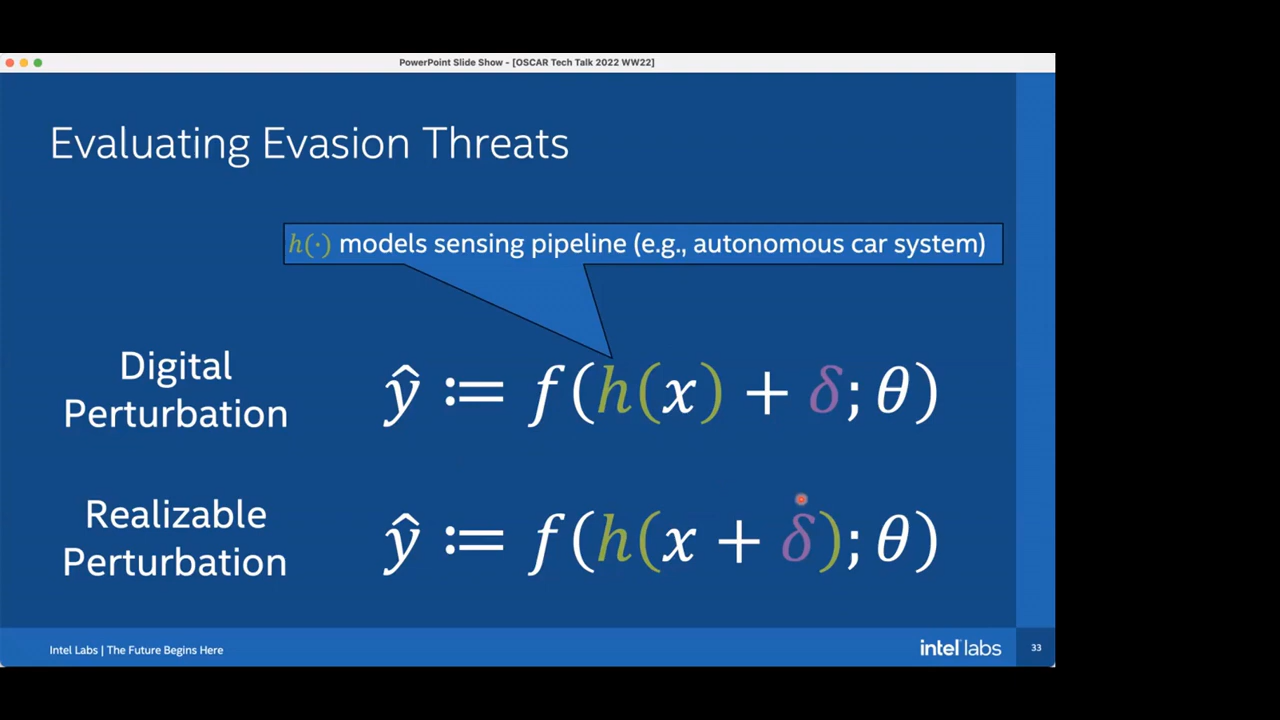 PowerPoint Slide Show - [OSCAR Tech Talk 2022 WW22]
Evaluating Evasion Threats
h(·) models sensing pipeline (e.g., autonomous car system)
Digital
Perturbation
ŷ ≔ f(h(x) + δ; θ)
Realizable
Perturbation
ŷ ≔ f(h(x + δ); θ)
Intel Labs | The Future Begins Here
intel labs
33